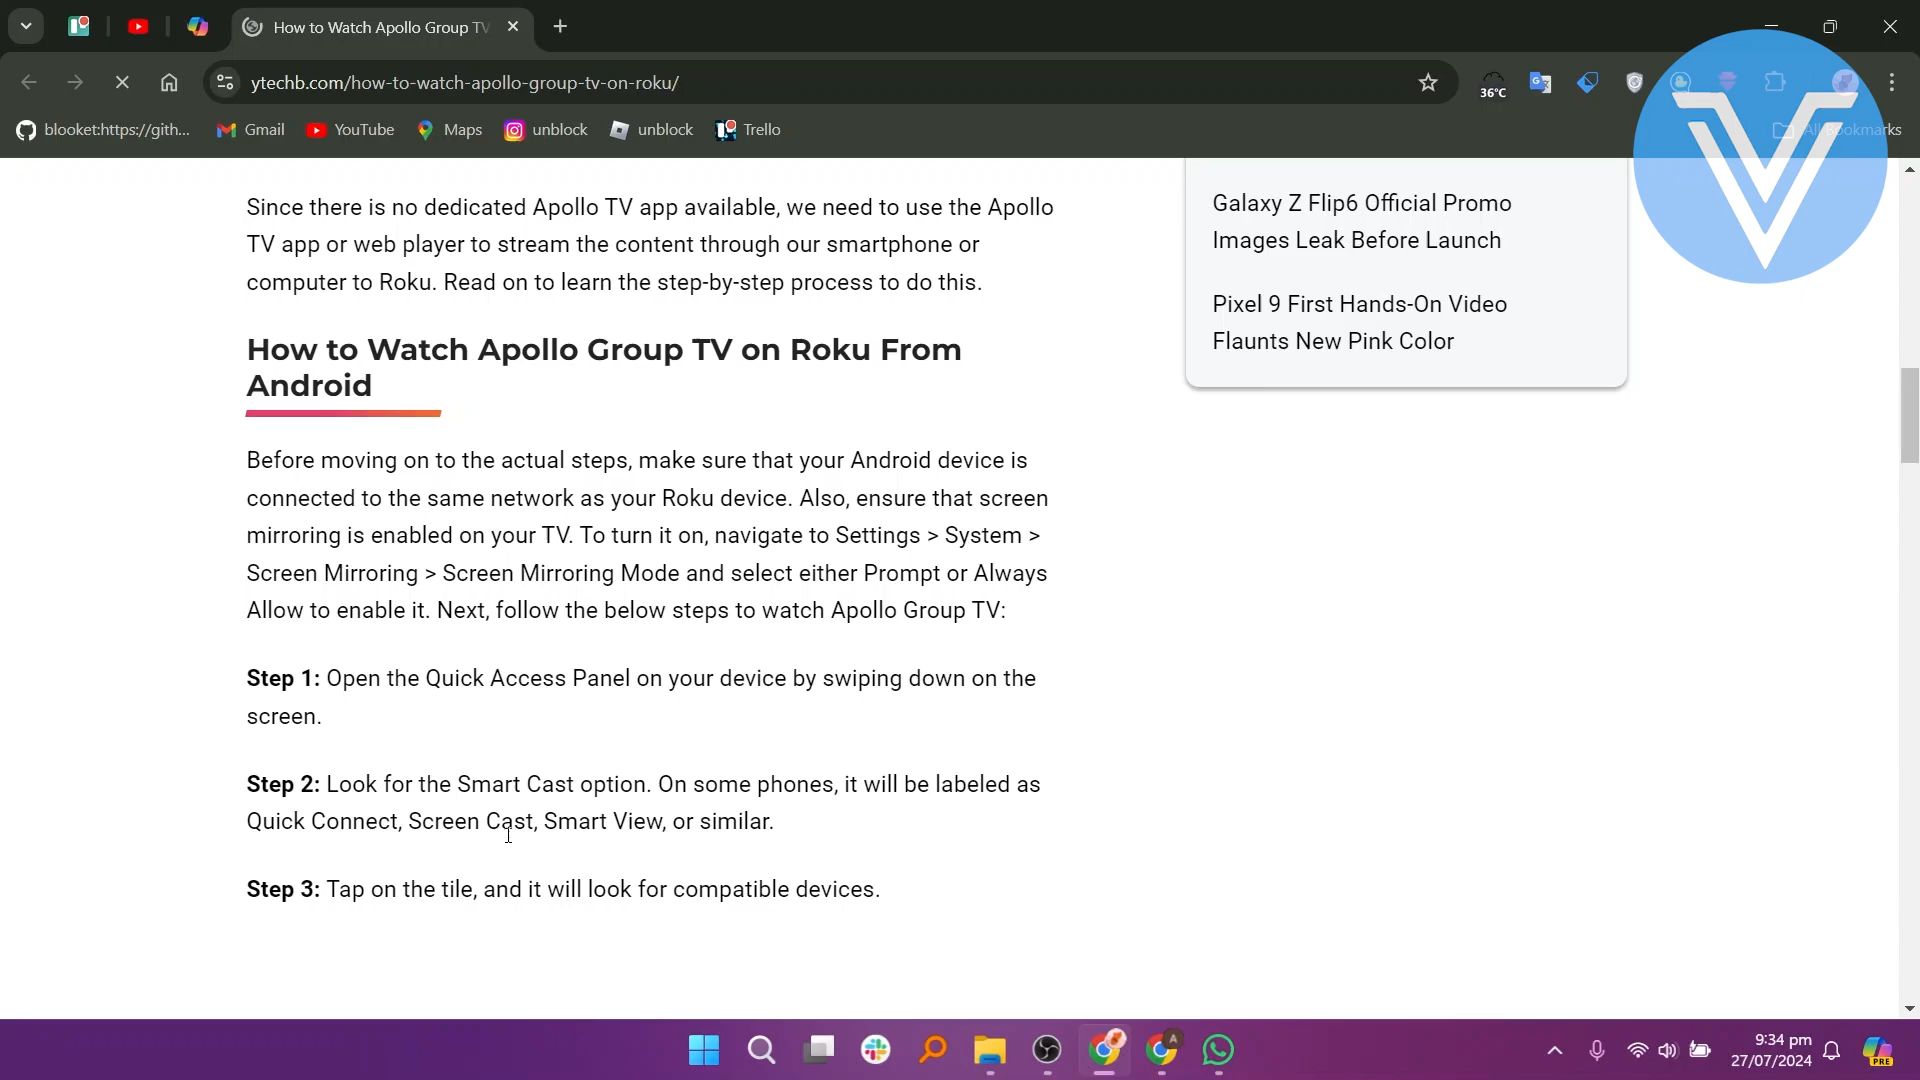 How to Watch Apollo Group TV
ytechb.com/how-to-watch-apollo-group-tv-on-roku/
36°C
blooket:https://gith...
Gmail
YouTube
Maps
unblock
unblock
Trello
All Bookmarks
Since there is no dedicated Apollo TV app available, we need to use the Apollo
TV app or web player to stream the content through our smartphone or
computer to Roku. Read on to learn the step-by-step process to do this.
How to Watch Apollo Group TV on Roku From
Android
Before moving on to the actual steps, make sure that your Android device is
connected to the same network as your Roku device. Also, ensure that screen
mirroring is enabled on your TV. To turn it on, navigate to Settings > System >
Screen Mirroring > Screen Mirroring Mode and select either Prompt or Always
Allow to enable it. Next, follow the below steps to watch Apollo Group TV:
Step 1: Open the Quick Access Panel on your device by swiping down on the
screen.
Step 2: Look for the Smart Cast option. On some phones, it will be labeled as
Quick Connect, Screen Cast, Smart View, or similar.
Step 3: Tap on the tile, and it will look for compatible devices.
Galaxy Z Flip6 Official Promo
Images Leak Before Launch
Pixel 9 First Hands-On Video
Flaunts New Pink Color
A
9:34 pm
27/07/2024
PRE